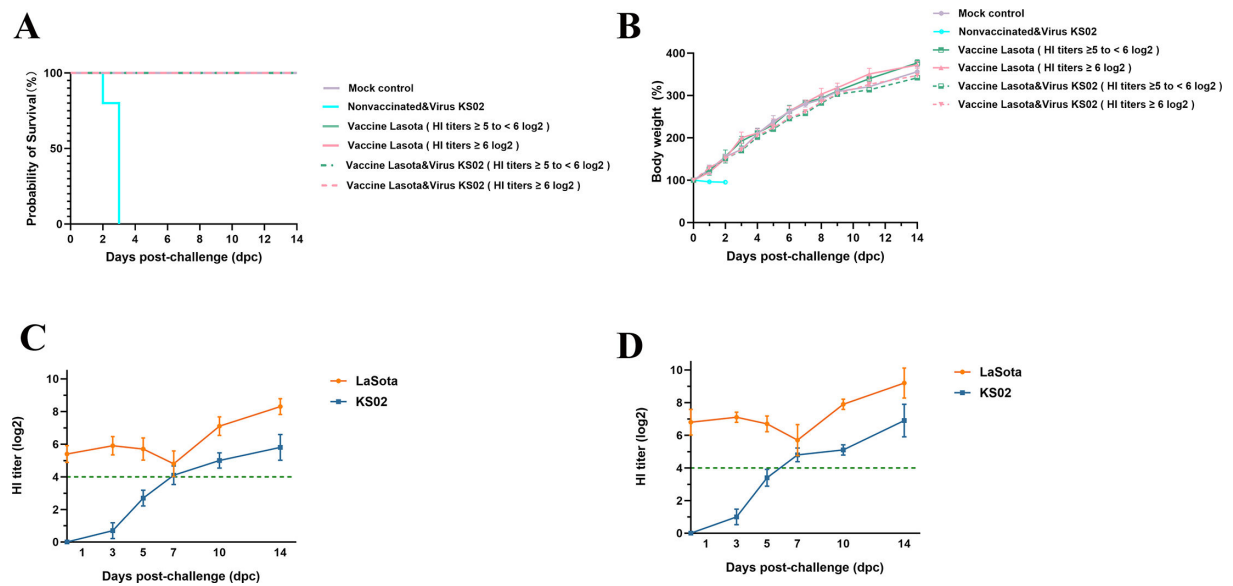 A
Probability of Survival(%)
100
50
0
0 2 4 6 8 10 12 14
Days post-challenge (dpc)
Mock control
Nonvaccinated&Virus KS02
Vaccine Lasota ( HI titers ≥ 5 to < 6 log2 )
Vaccine Lasota ( HI titers ≥ 6 log2 )
Vaccine Lasota&Virus KS02 ( HI titers ≥ 5 to < 6 log2 )
Vaccine Lasota&Virus KS02 ( HI titers ≥ 6 log2 )
B
Body weight (%)
400
300
200
100
0
0 2 4 6 8 10 12 14
Days post-challenge (dpc)
Mock control
Nonvaccinated&Virus KS02
Vaccine Lasota ( HI titers ≥5 to < 6 log2 )
Vaccine Lasota ( HI titers ≥ 6 log2 )
Vaccine Lasota&Virus KS02 ( HI titers ≥5 to < 6 log2 )
Vaccine Lasota&Virus KS02 ( HI titers ≥ 6 log2 )
C
HI titer (log2)
10
8
6
4
2
0
1 3 5 7 10 14
Days post-challenge (dpc)
LaSota
KS02
D
HI titer (log2)
10
8
6
4
2
0
1 3 5 7 10 14
Days post-challenge (dpc)
LaSota
KS02